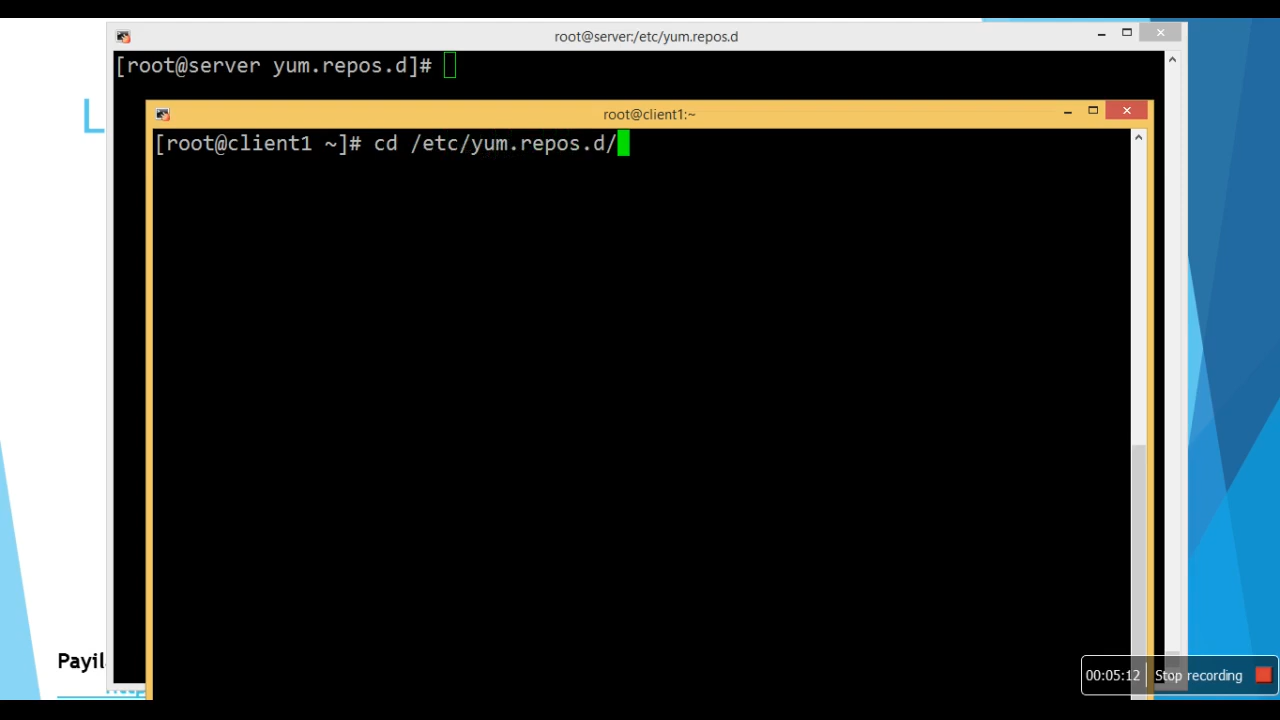 root@server:/etc/yum.repos.d
[root@server yum.repos.d]#
L
root@client1:~
[root@client1 ~]# cd /etc/yum.repos.d/
Payil
00:05:12 Stop recording